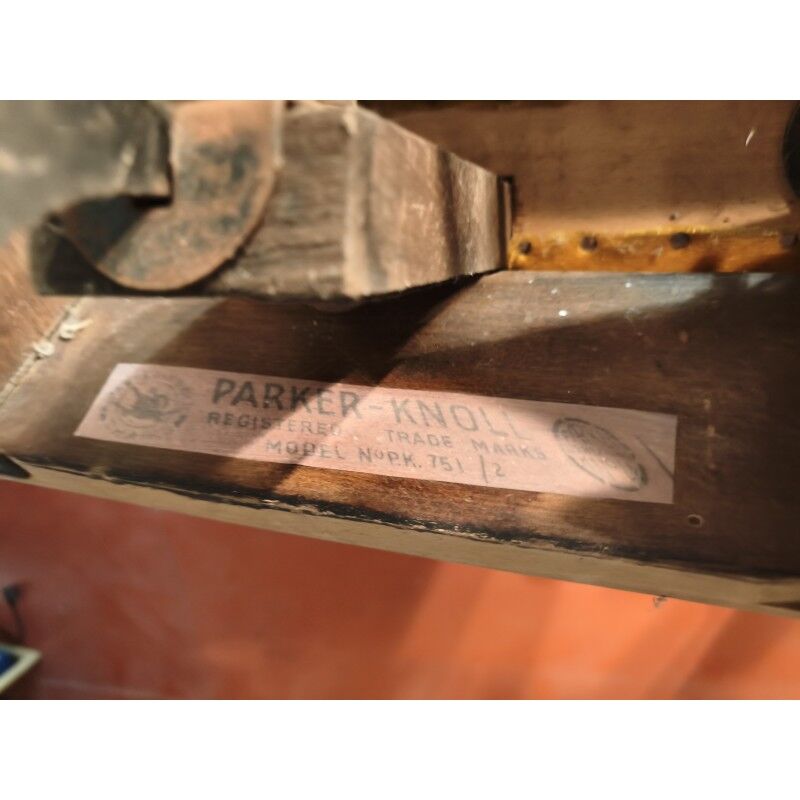 PARKER-KNOLL
REGISTERED TRADE MARKS
MODEL No P.K. 751/2